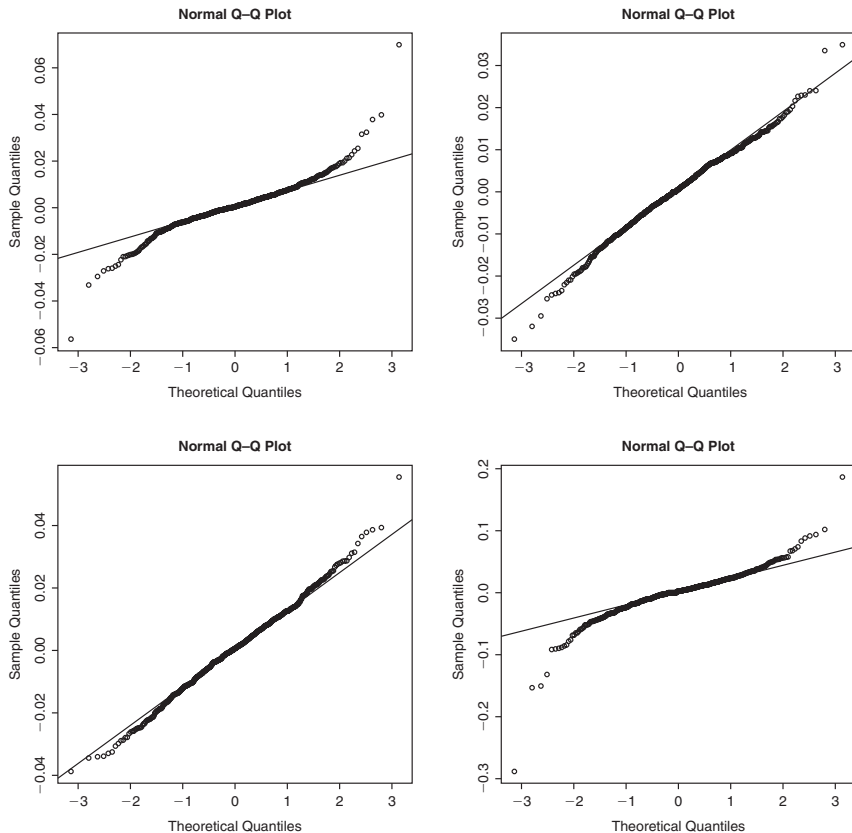 Normal Q–Q Plot
Sample Quantiles
0.06
0.04
0.02
0.00
−0.02
−0.04
−0.06
−3 −2 −1 0 1 2 3
Theoretical Quantiles
Normal Q–Q Plot
Sample Quantiles
0.03
0.02
0.01
0.00
−0.01
−0.02
−0.03
−3 −2 −1 0 1 2 3
Theoretical Quantiles
Normal Q–Q Plot
Sample Quantiles
0.04
0.02
0.00
−0.02
−0.04
−3 −2 −1 0 1 2 3
Theoretical Quantiles
Normal Q–Q Plot
Sample Quantiles
0.2
0.1
0.0
−0.1
−0.2
−0.3
−3 −2 −1 0 1 2 3
Theoretical Quantiles